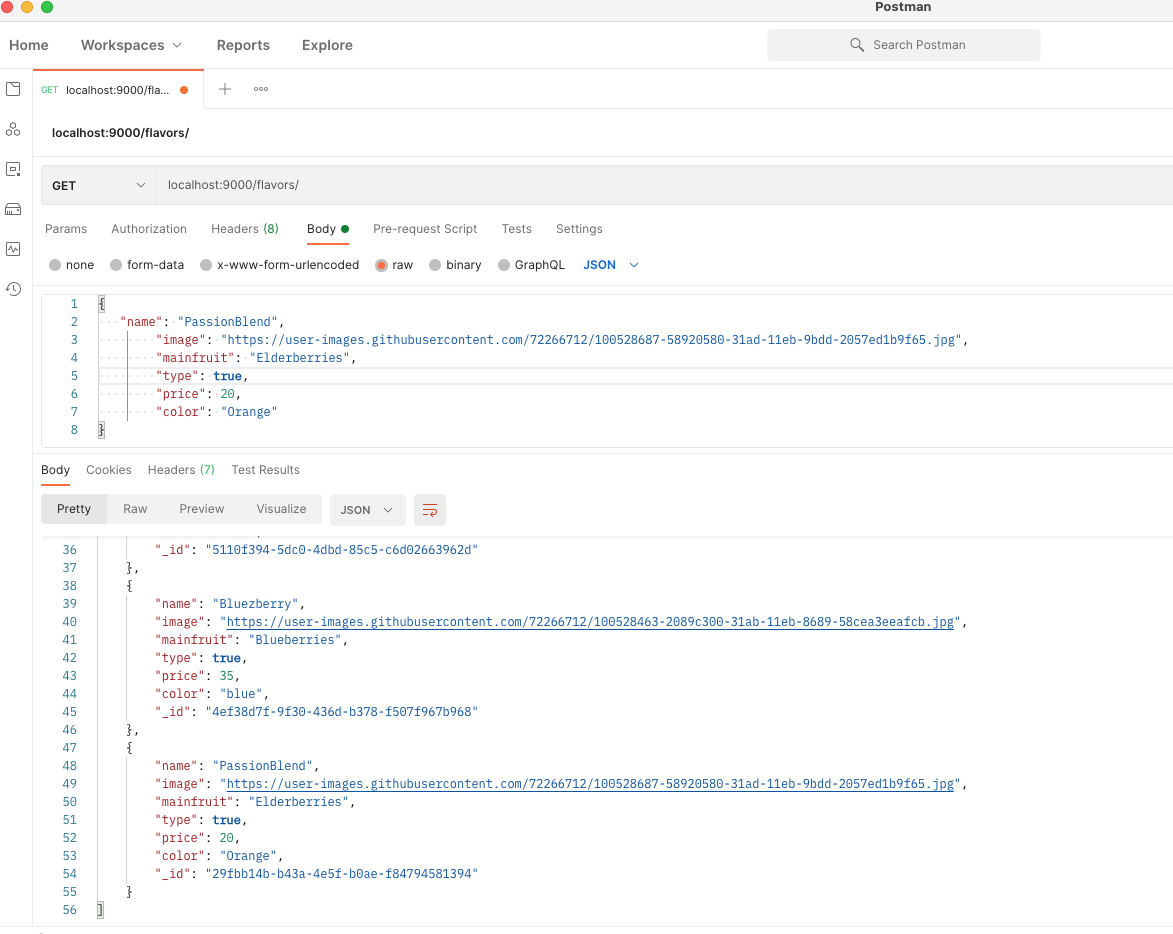 Postman
Home Workspaces Reports Explore Search Postman
GET localhost:9000/fla...
localhost:9000/flavors/
GET localhost:9000/flavors/
Params Authorization Headers (8) Body Pre-request Script Tests Settings
none form-data x-www-form-urlencoded raw binary GraphQL JSON
1 {
2 "name": "PassionBlend",
3 "image": "https://user-images.githubusercontent.com/72266712/100528687-58920580-31ad-11eb-9bdd-2057ed1b9f65.jpg",
4 "mainfruit": "Elderberries",
5 "type": true,
6 "price": 20,
7 "color": "Orange"
8 }
Body Cookies Headers (7) Test Results
Pretty Raw Preview Visualize JSON
36 "_id": "5110f394-5dc0-4dbd-85c5-c6d02663962d"
37 },
38 {
39 "name": "Bluezberry",
40 "image": "https://user-images.githubusercontent.com/72266712/100528463-2089c300-31ab-11eb-8689-58cea3eeafcb.jpg",
41 "mainfruit": "Blueberries",
42 "type": true,
43 "price": 35,
44 "color": "blue",
45 "_id": "4ef38d7f-9f30-436d-b378-f507f967b968"
46 },
47 {
48 "name": "PassionBlend",
49 "image": "https://user-images.githubusercontent.com/72266712/100528687-58920580-31ad-11eb-9bdd-2057ed1b9f65.jpg",
50 "mainfruit": "Elderberries",
51 "type": true,
52 "price": 20,
53 "color": "Orange",
54 "_id": "29fbb14b-b43a-4e5f-b0ae-f84794581394"
55 }
56 ]